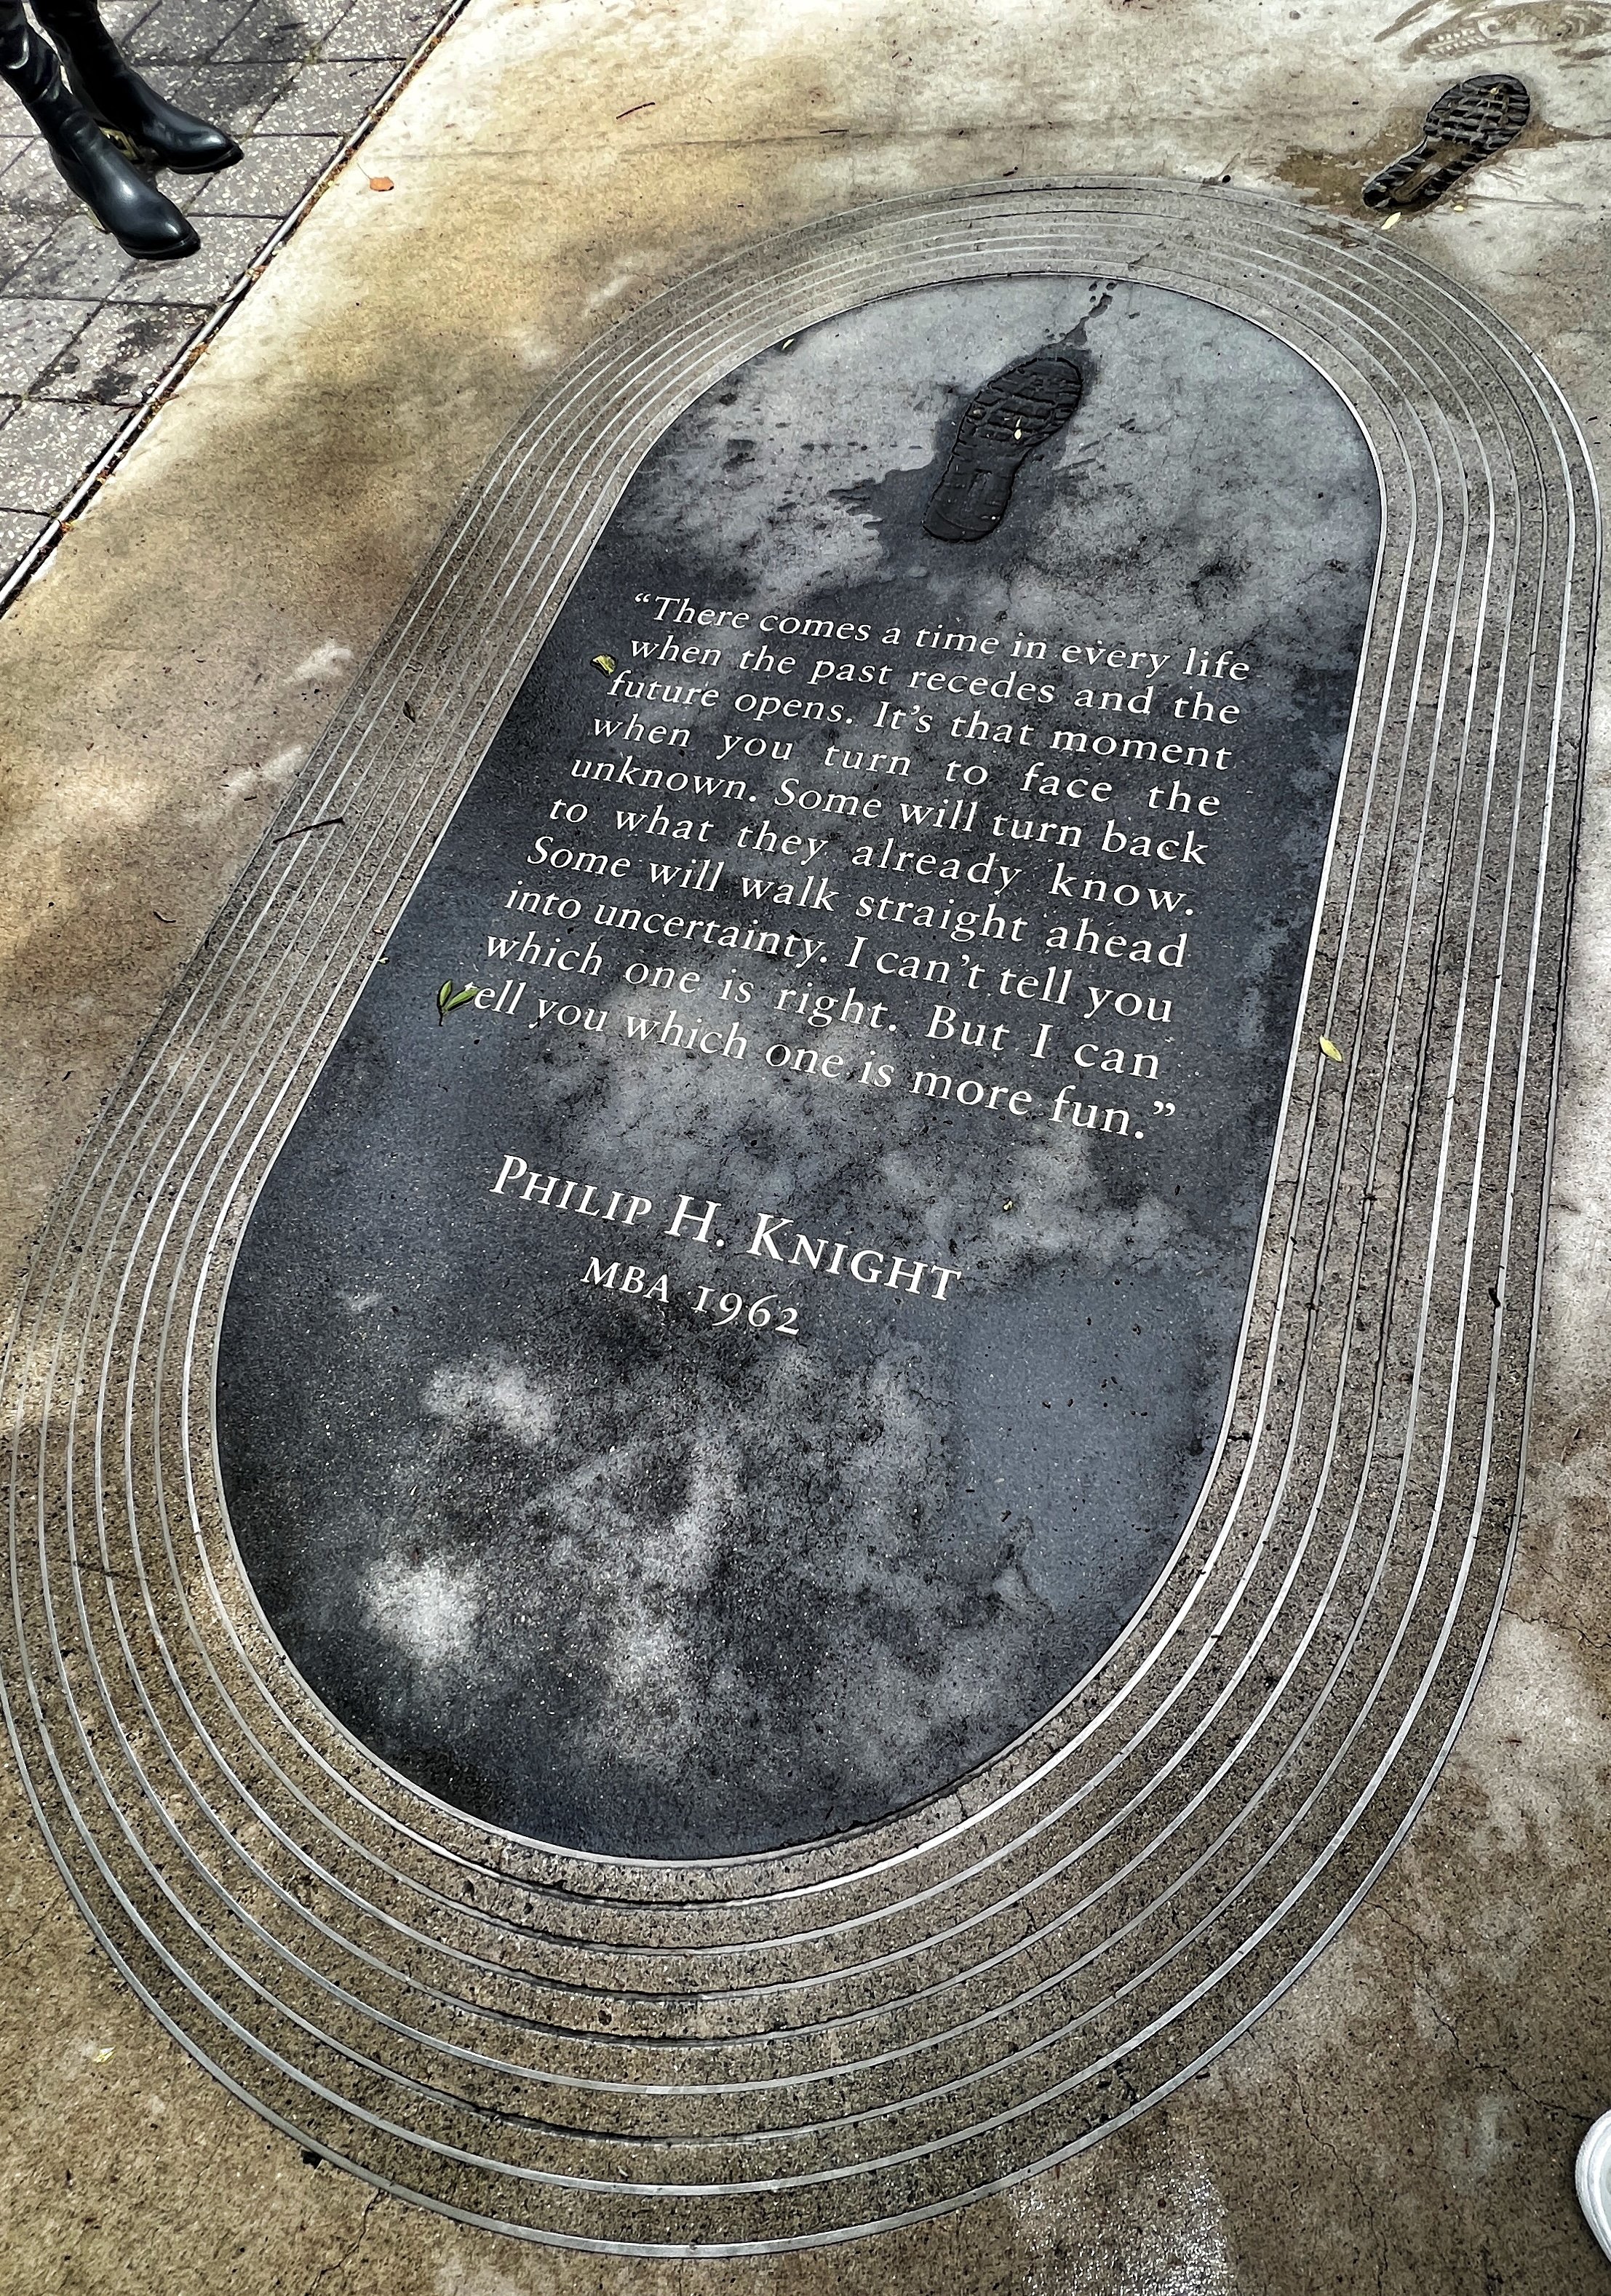 “There comes a time in every life
when the past recedes and the
future opens. It’s that moment
when you turn to face the
unknown. Some will turn back
to what they already know.
Some will walk straight ahead
into uncertainty. I can’t tell you
which one is right. But I can
tell you which one is more fun.”
PHILIP H. KNIGHT
MBA 1962